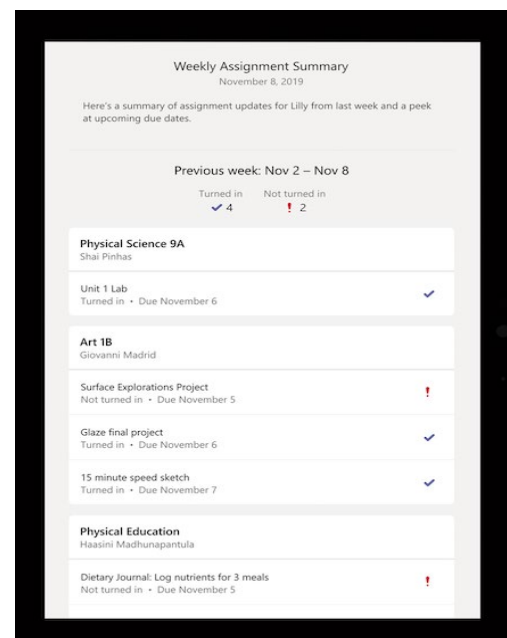 Weekly Assignment Summary
November 8, 2019
Here's a summary of assignment updates for Lilly from last week and a peek
at upcoming due dates.
Previous week: Nov 2 – Nov 8
Turned in Not turned in
4 2
Physical Science 9A
Shai Pinhas
Unit 1 Lab
Turned in • Due November 6
Art 1B
Giovanni Madrid
Surface Explorations Project
Not turned in • Due November 5
Glaze final project
Turned in • Due November 6
15 minute speed sketch
Turned in • Due November 7
Physical Education
Haasini Madhunapantula
Dietary Journal: Log nutrients for 3 meals
Not turned in • Due November 5